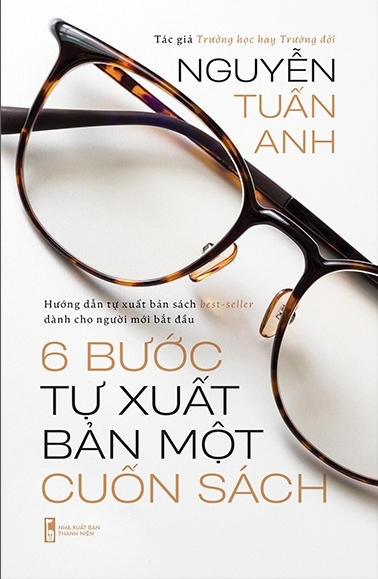 Tác giả Trường học hay Trường đời
NGUYỄN
TUẤN
ANH
Hướng dẫn tự xuất bản sách best-seller
dành cho người mới bắt đầu
6 BƯỚC
TỰ XUẤT
BẢN MỘT
CUỐN SÁCH
NHÀ XUẤT BẢN
THANH NIÊN